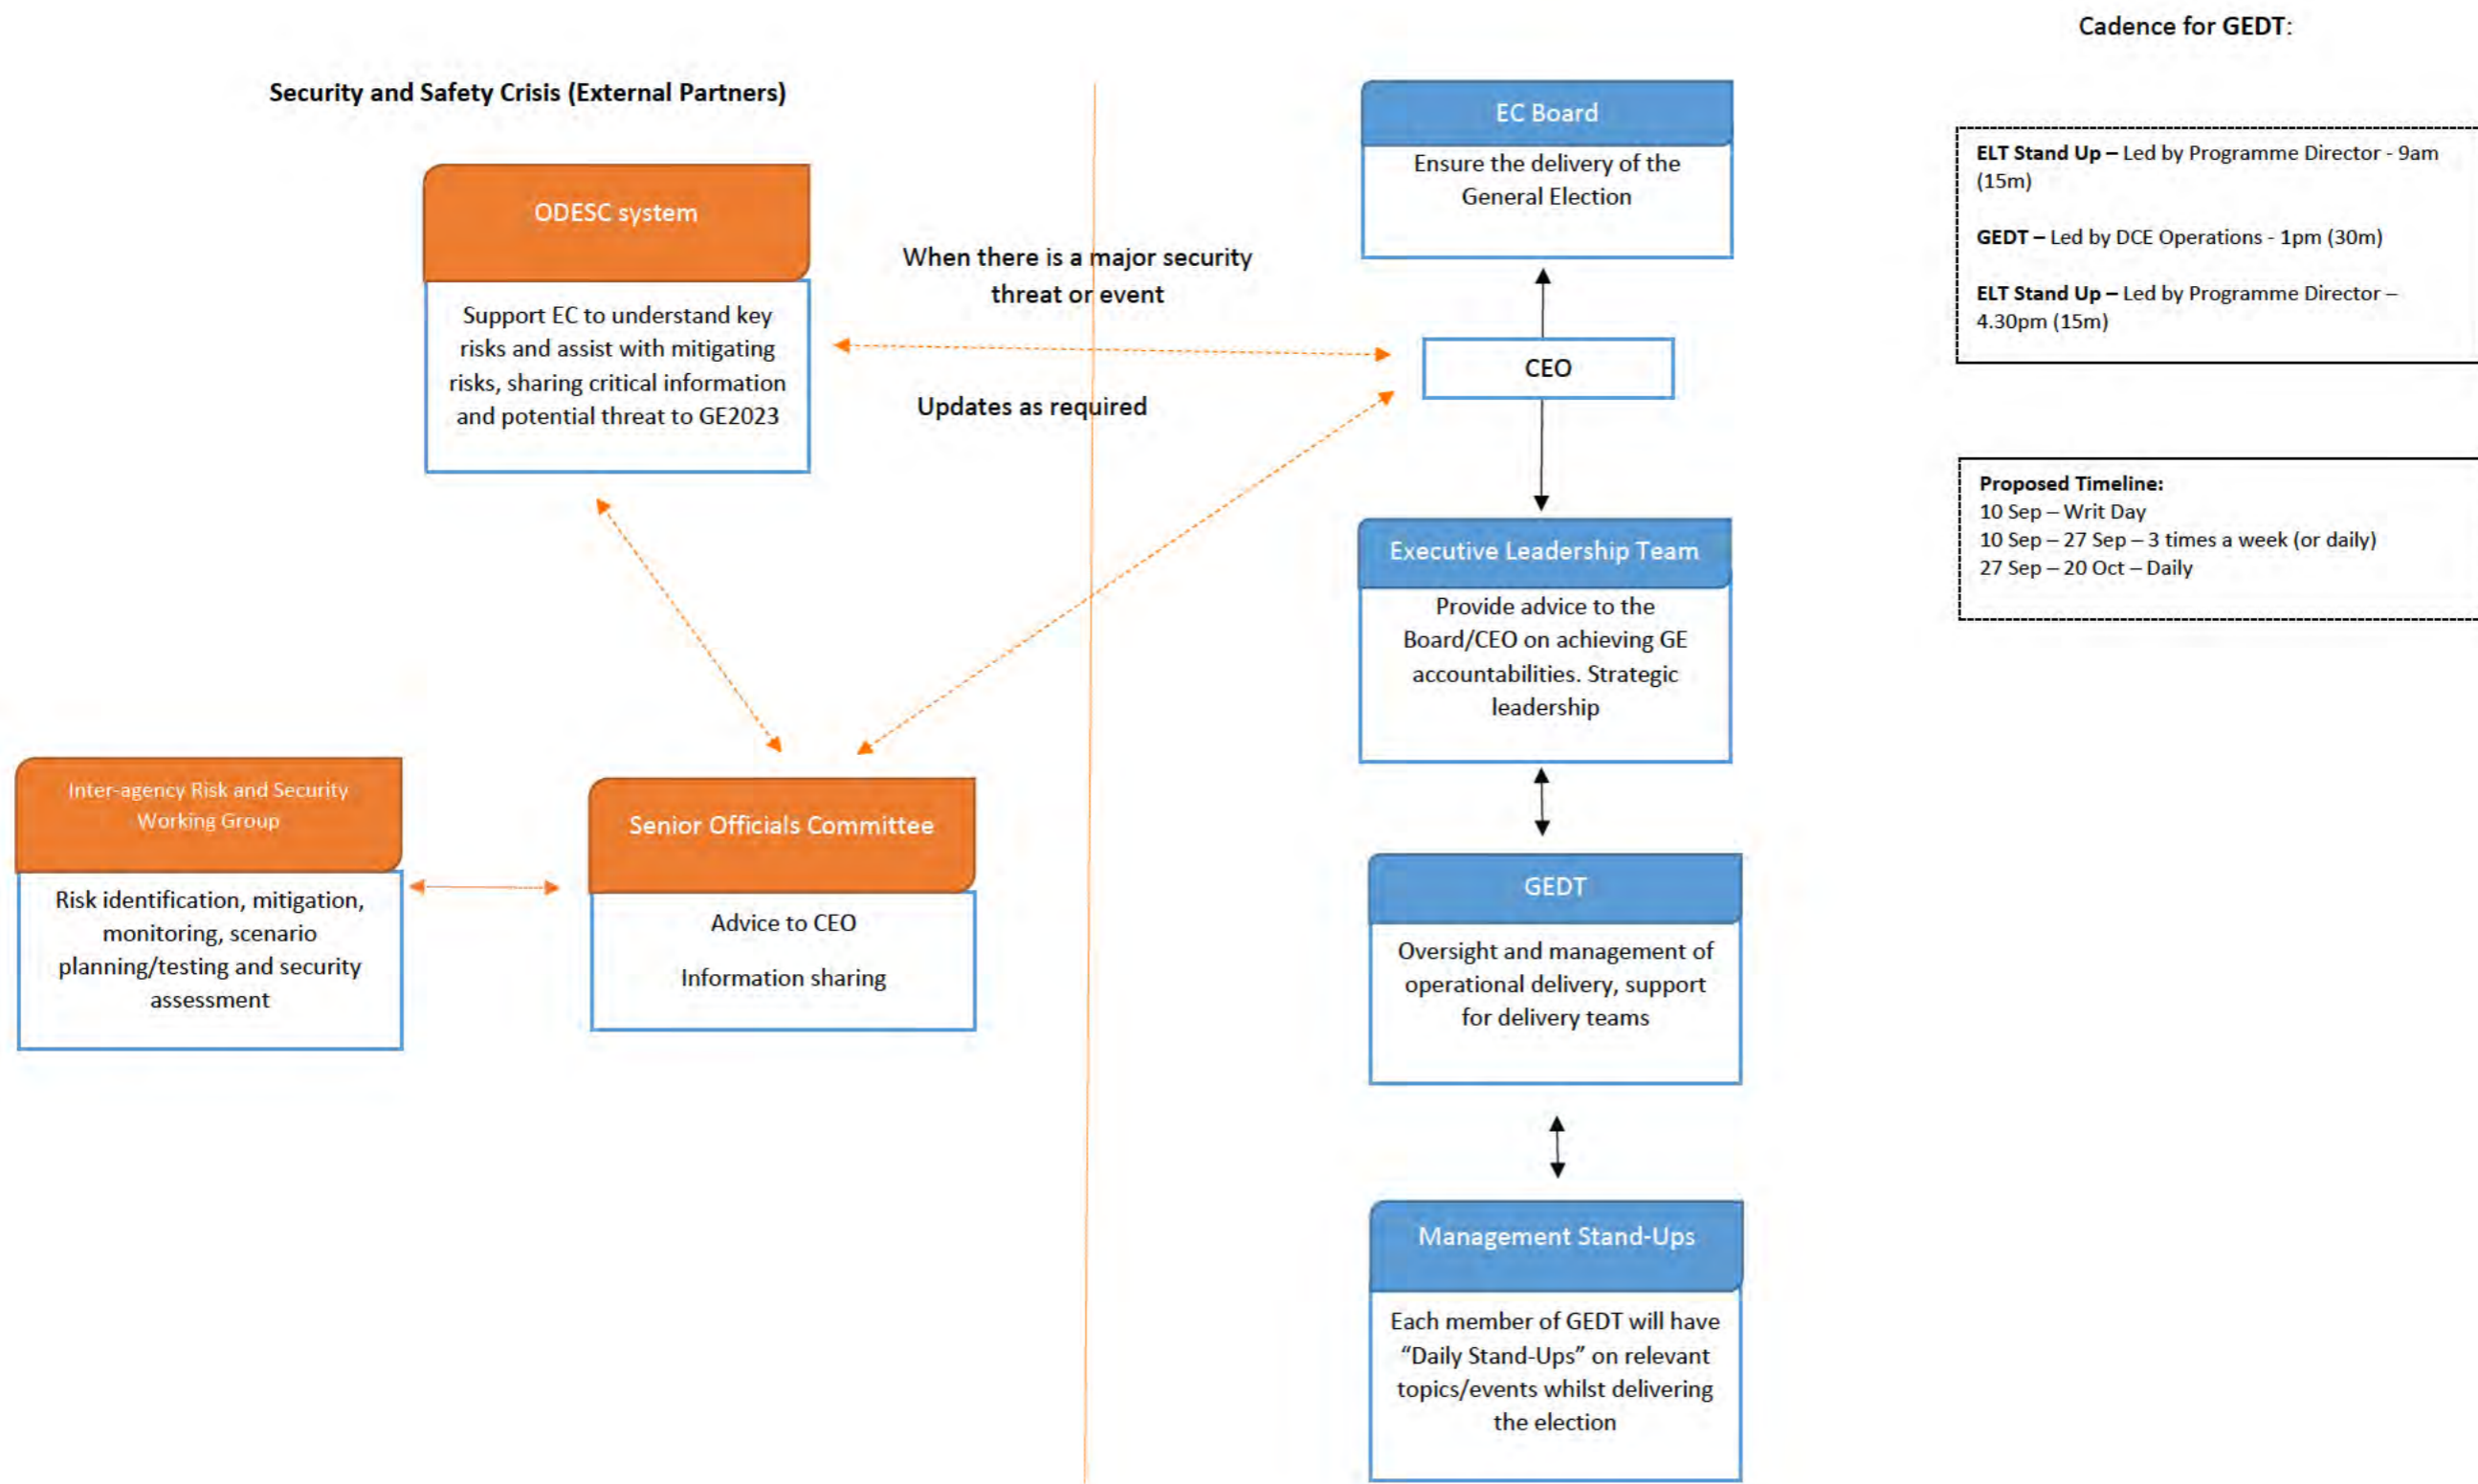 Security and Safety Crisis (External Partners)
ODESC system
Support EC to understand key
risks and assist with mitigating
risks, sharing critical information
and potential threat to GE2023
When there is a major security
threat or event
Updates as required
Inter-agency Risk and Security
Working Group
Risk identification, mitigation,
monitoring, scenario
planning/testing and security
assessment
Senior Officials Committee
Advice to CEO
Information sharing
EC Board
Ensure the delivery of the
General Election
CEO
Executive Leadership Team
Provide advice to the
Board/CEO on achieving GE
accountabilities. Strategic
leadership
GEDT
Oversight and management of
operational delivery, support
for delivery teams
Management Stand-Ups
Each member of GEDT will have
“Daily Stand-Ups” on relevant
topics/events whilst delivering
the election
Cadence for GEDT:
ELT Stand Up – Led by Programme Director - 9am
(15m)
GEDT – Led by DCE Operations - 1pm (30m)
ELT Stand Up – Led by Programme Director –
4.30pm (15m)
Proposed Timeline:
10 Sep – Writ Day
10 Sep – 27 Sep – 3 times a week (or daily)
27 Sep – 20 Oct – Daily